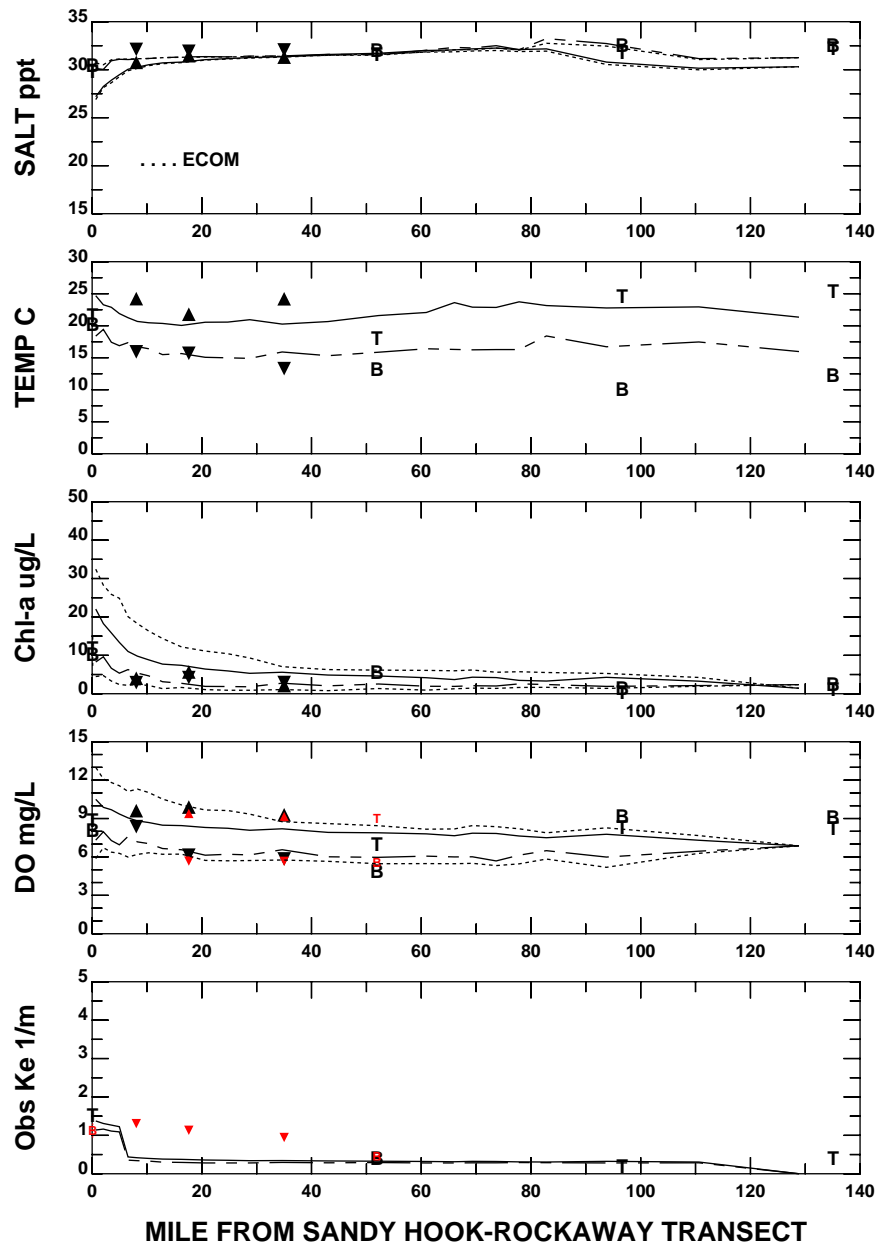 SALT ppt
35
30
25
20
15
T B B T B T B T
. . . . ECOM
0 20 40 60 80 100 120 140
TEMP C
30
25
20
15
10
5
0
T B T B T B T B
0 20 40 60 80 100 120 140
Chl-a ug/L
50
40
30
20
10
0
T B B B T B T
0 20 40 60 80 100 120 140
DO mg/L
15
12
9
6
3
0
T B T T B B B T B T
0 20 40 60 80 100 120 140
Obs Ke 1/m
5
4
3
2
1
0
T B B B T T
0 20 40 60 80 100 120 140
MILE FROM SANDY HOOK-ROCKAWAY TRANSECT